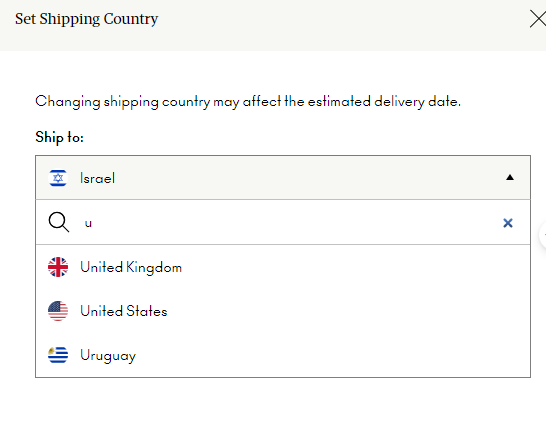 Set Shipping Country
Changing shipping country may affect the estimated delivery date.
Ship to:
Israel
u
United Kingdom
United States
Uruguay